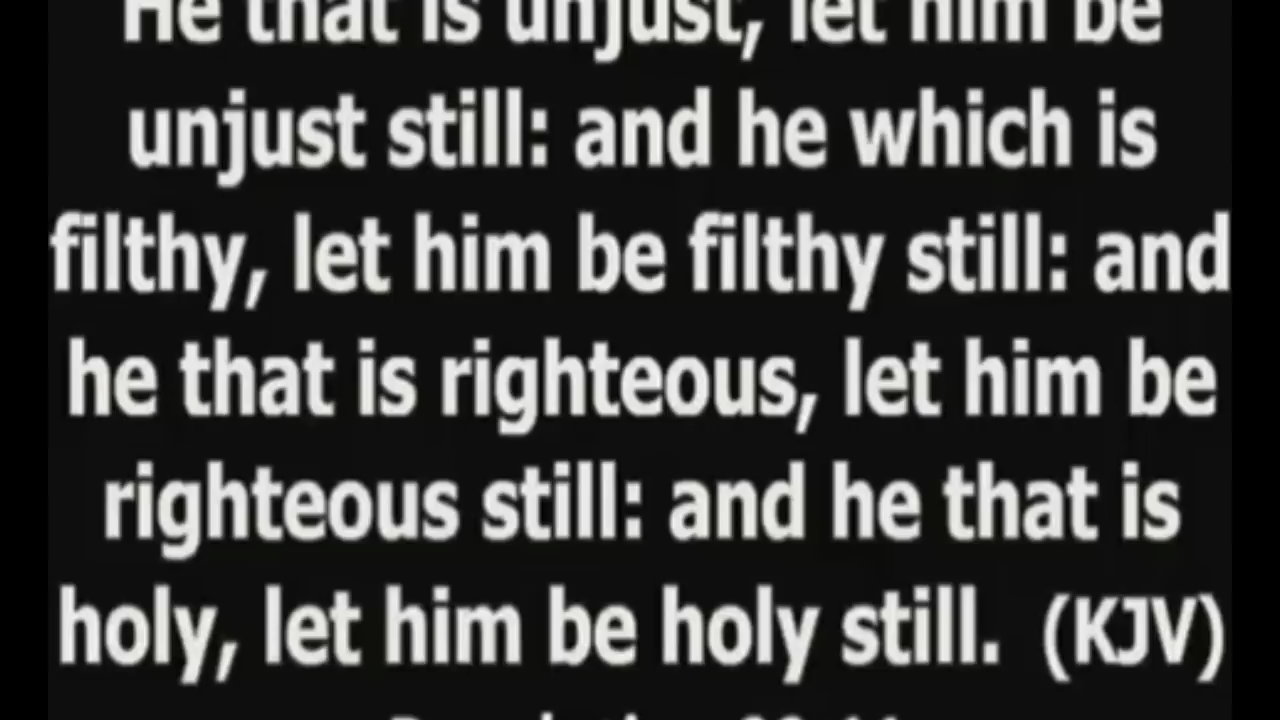 He that is unjust, let him be
unjust still: and he which is
filthy, let him be filthy still: and
he that is righteous, let him be
righteous still: and he that is
holy, let him be holy still. (KJV)